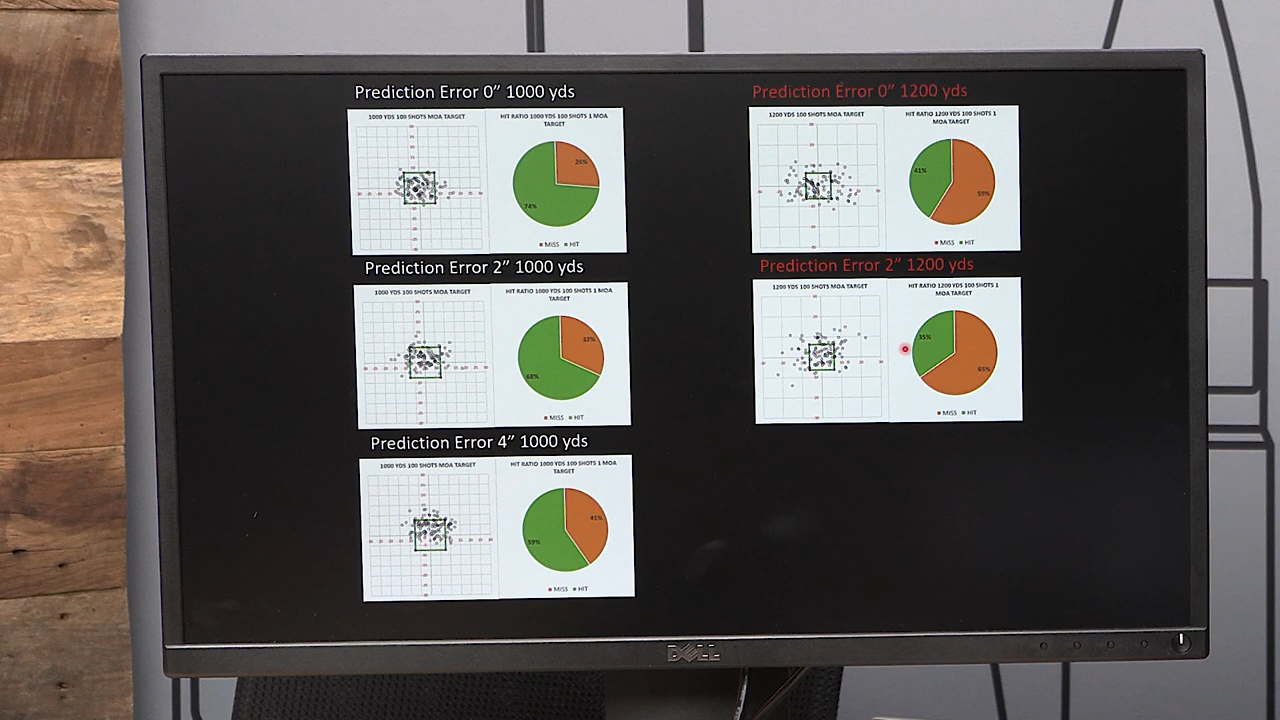 Prediction Error 0” 1000 yds
1000 YDS 100 SHOTS MOA TARGET
HIT RATIO 1000 YDS 100 SHOTS 1 MOA
TARGET
26%
74%
MISS HIT
Prediction Error 2” 1000 yds
1000 YDS 100 SHOTS MOA TARGET
HIT RATIO 1000 YDS 100 SHOTS 1 MOA
TARGET
32%
68%
MISS HIT
Prediction Error 4” 1000 yds
1000 YDS 100 SHOTS MOA TARGET
HIT RATIO 1000 YDS 100 SHOTS 1 MOA
TARGET
41%
59%
MISS HIT
Prediction Error 0” 1200 yds
1200 YDS 100 SHOTS MOA TARGET
HIT RATIO 1200 YDS 100 SHOTS 1
MOA TARGET
41%
59%
MISS HIT
Prediction Error 2” 1200 yds
1200 YDS 100 SHOTS MOA TARGET
HIT RATIO 1200 YDS 100 SHOTS 1
MOA TARGET
35%
65%
MISS HIT
DELL